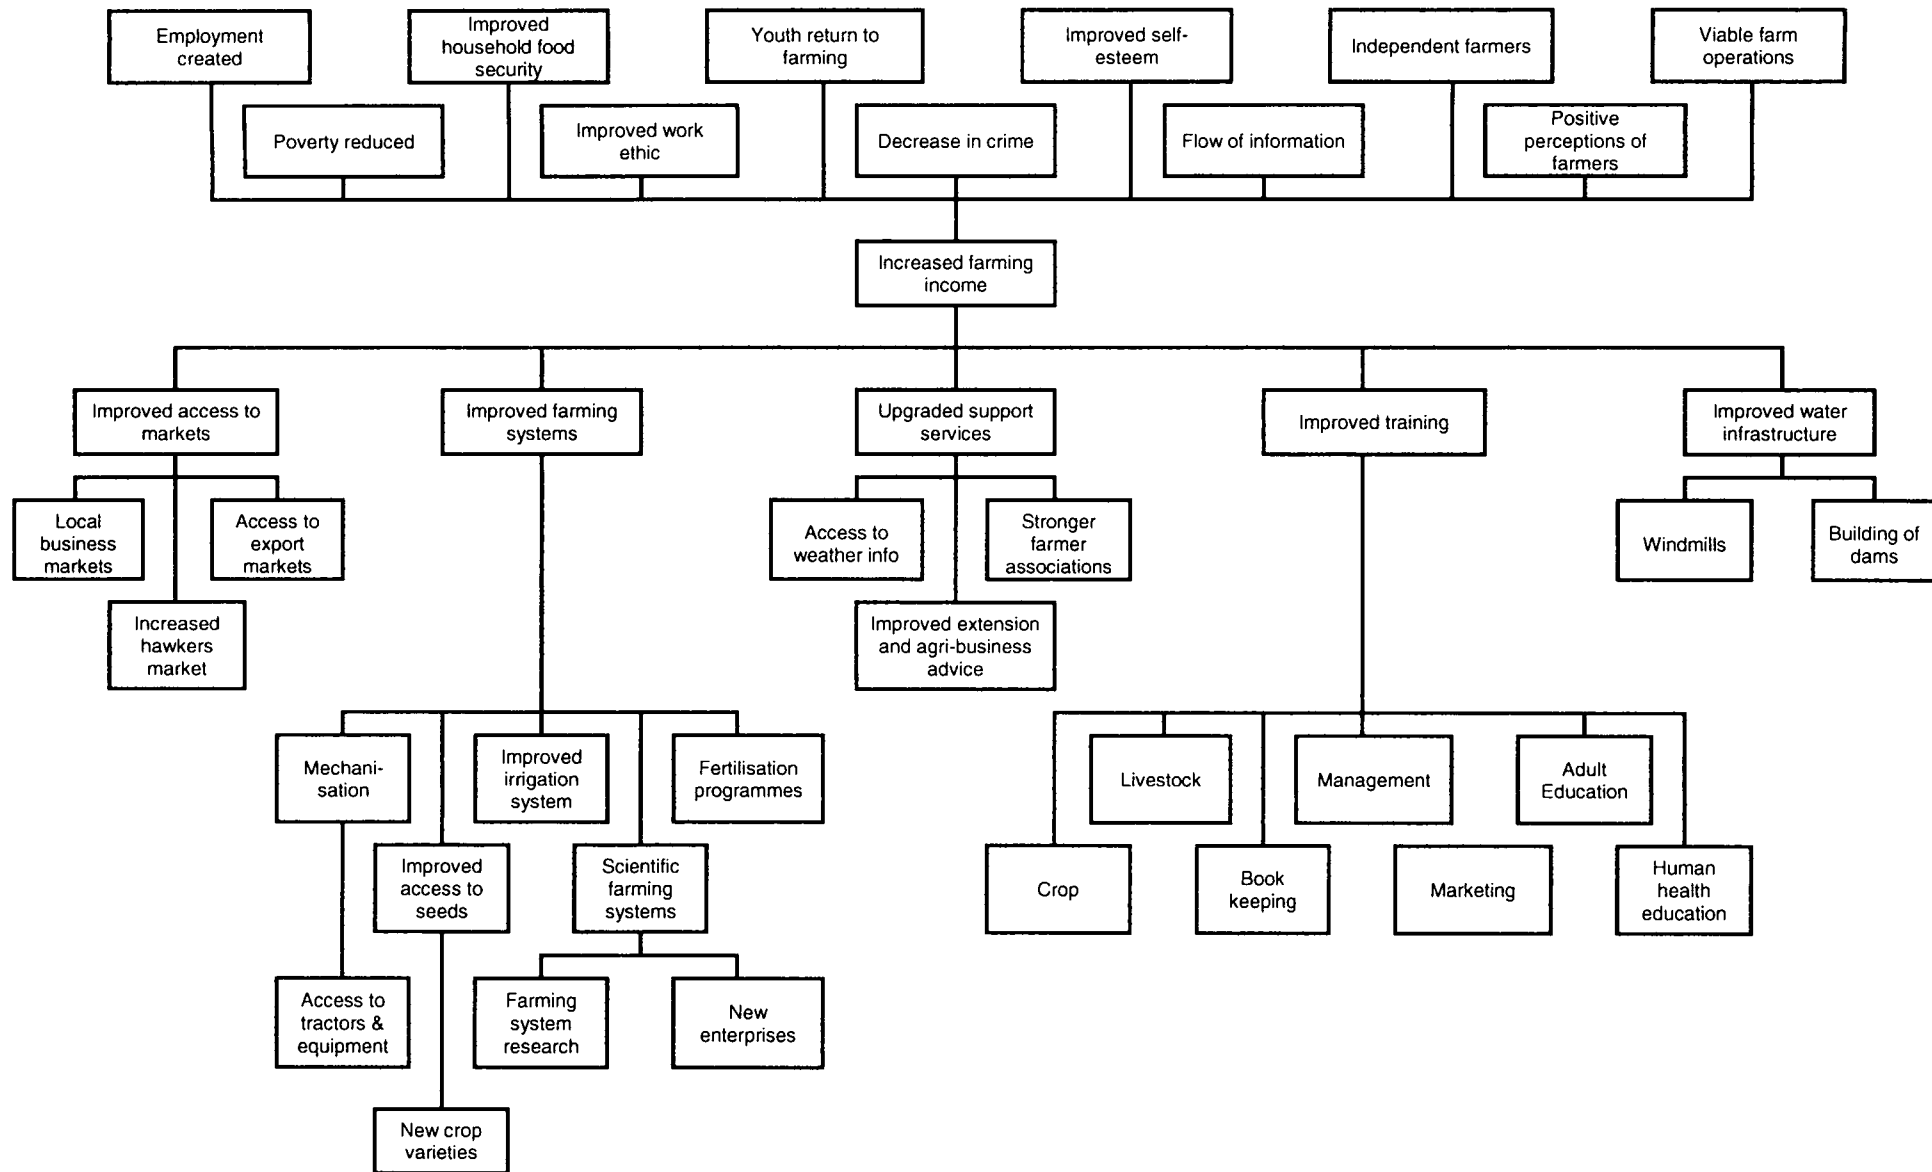 Employment
created
Improved
household food
security
Youth return to
farming
Improved self-
esteem
Independent farmers
Viable farm
operations
Poverty reduced
Improved work
ethic
Decrease in crime
Flow of information
Positive
perceptions of
farmers
Increased farming
income
Improved access to
markets
Improved farming
systems
Upgraded support
services
Improved training
Improved water
infrastructure
Local
business
markets
Access to
export
markets
Increased
hawkers
market
Access to
weather info
Stronger
farmer
associations
Improved extension
and agri-business
advice
Windmills
Building of
dams
Mechani-
sation
Improved
irrigation
system
Fertilisation
programmes
Livestock
Management
Adult
Education
Improved
access to
seeds
Scientific
farming
systems
Crop
Book
keeping
Marketing
Human
health
education
Access to
tractors &
equipment
Farming
system
research
New
enterprises
New crop
varieties